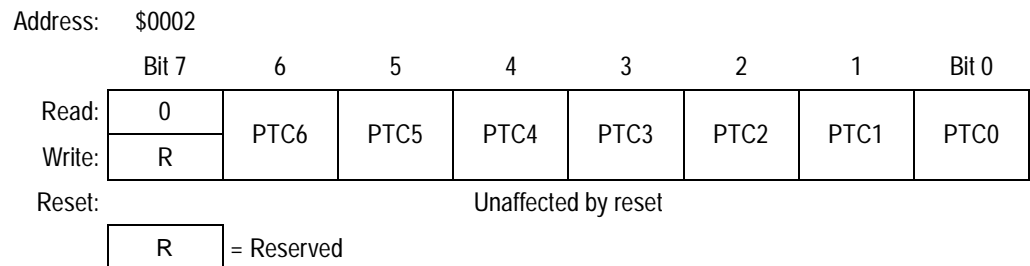 Address: $0002
Bit 7 6 5 4 3 2 1 Bit 0
Read: 0 PTC6 PTC5 PTC4 PTC3 PTC2 PTC1 PTC0
Write: R
Reset: Unaffected by reset
R = Reserved